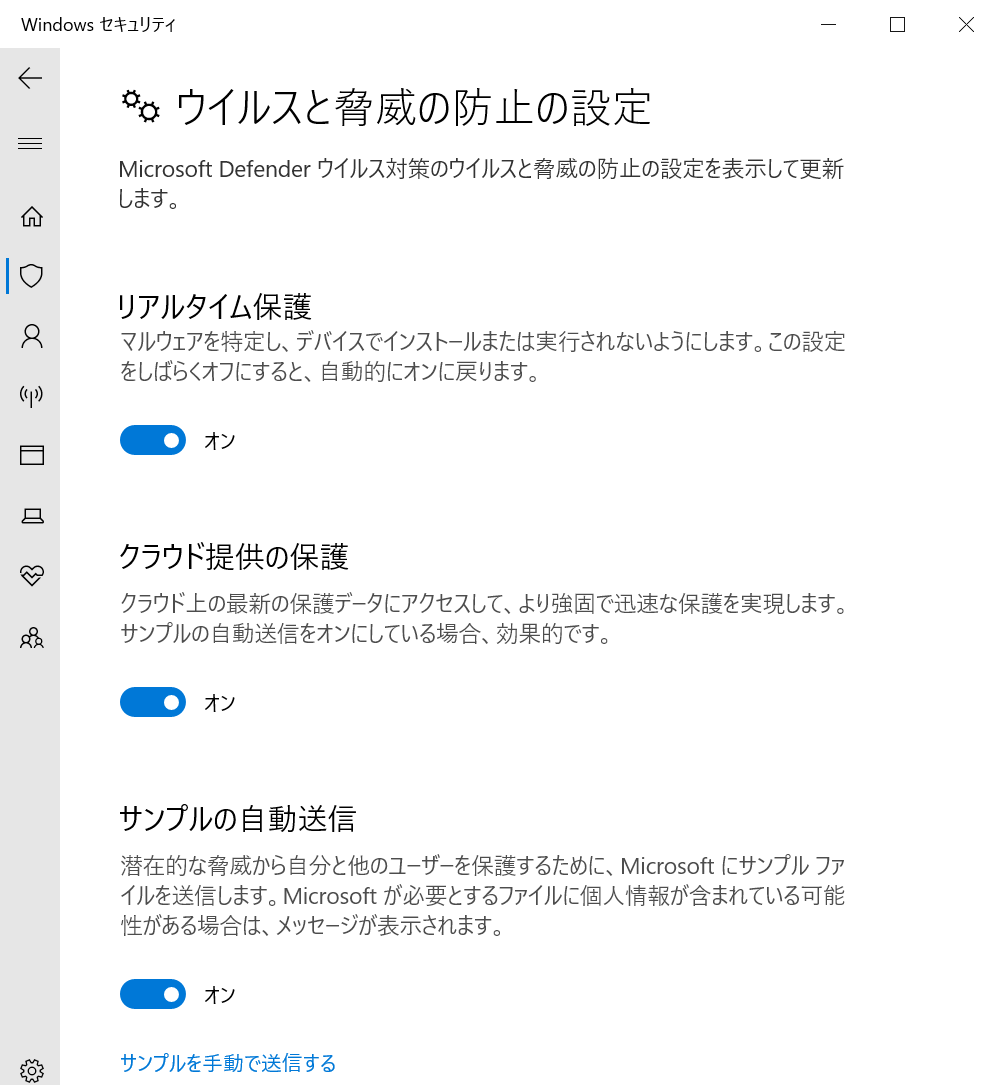 Windows セキュリティ
ウイルスと脅威の防止の設定
Microsoft Defender ウイルス対策のウイルスと脅威の防止の設定を表示して更新
します。
リアルタイム保護
マルウェアを特定し、デバイスでインストールまたは実行されないようにします。この設定
をしばらくオフにすると、自動的にオンに戻ります。
オン
クラウド提供の保護
クラウド上の最新の保護データにアクセスして、より強固で迅速な保護を実現します。
サンプルの自動送信をオンにしている場合、効果的です。
オン
サンプルの自動送信
潜在的な脅威から自分と他のユーザーを保護するために、Microsoft にサンプル ファ
イルを送信します。Microsoft が必要とするファイルに個人情報が含まれている可能
性がある場合は、メッセージが表示されます。
オン
サンプルを手動で送信する